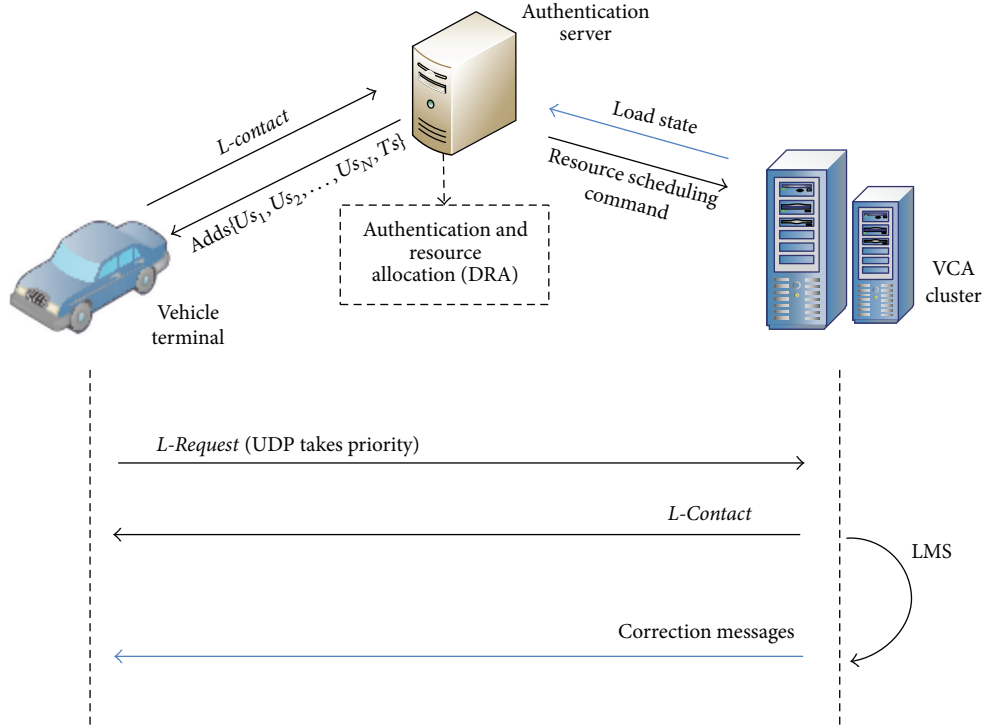 Authentication
server
L-contact
Adds{Us₁, Us₂, ..., Us_N, Ts}
Load state
Resource scheduling
command
Authentication and
resource
allocation (DRA)
Vehicle
terminal
VCA
cluster
L-Request (UDP takes priority)
L-Contact
LMS
Correction messages